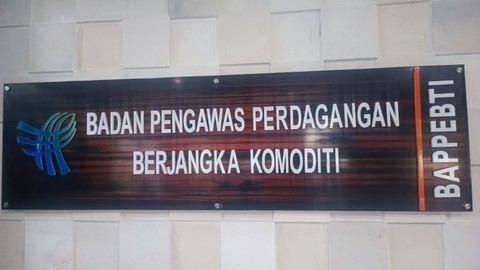 BADAN PENGAWAS PERDAGANGAN
BERJANGKA KOMODITI
BAPPEBTI